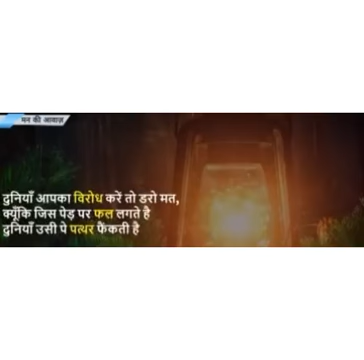 मन की आवाज़
दुनियाँ आपका विरोध करें तो डरो मत,
क्यूँकि जिस पेड़ पर फल लगते है
दुनियाँ उसी पे पत्थर फैंकती है